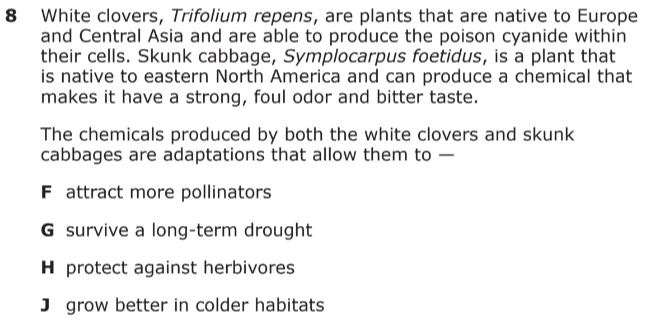 8 White clovers, Trifolium repens, are plants that are native to Europe
and Central Asia and are able to produce the poison cyanide within
their cells. Skunk cabbage, Symplocarpus foetidus, is a plant that
is native to eastern North America and can produce a chemical that
makes it have a strong, foul odor and bitter taste.
The chemicals produced by both the white clovers and skunk
cabbages are adaptations that allow them to —
F attract more pollinators
G survive a long-term drought
H protect against herbivores
J grow better in colder habitats